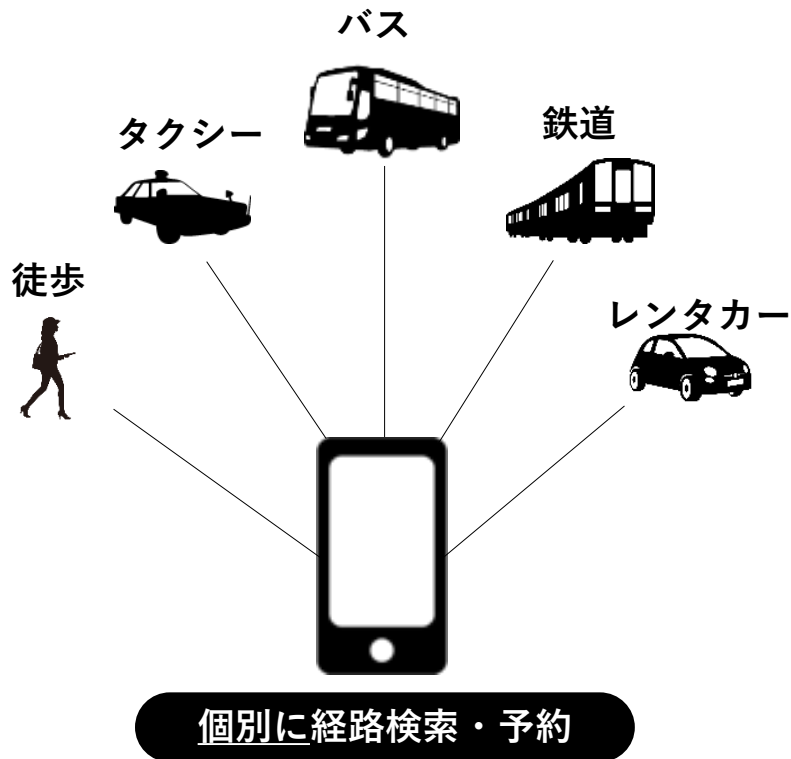 バス
タクシー
鉄道
徒歩
レンタカー
個別に経路検索・予約